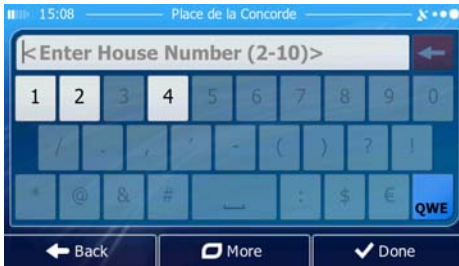 15:08 Place de la Concorde
<Enter House Number (2-10)>
1 2 3 4 5 6 7 8 9 0
/ . , ' - ( ) ? !
* @ & # : $ € QWE
Back More Done